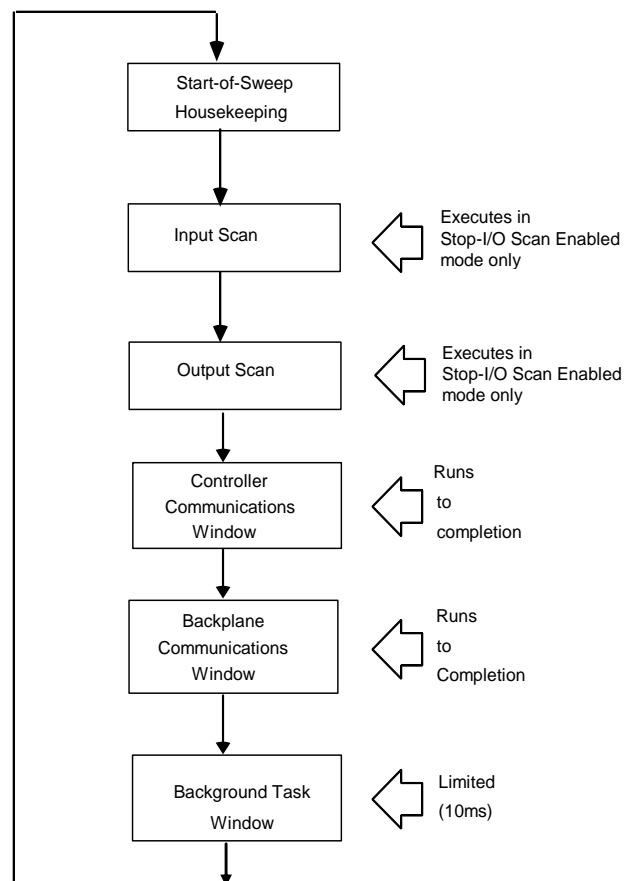 Start-of-Sweep
Housekeeping
Input Scan
Executes in
Stop-I/O Scan Enabled
mode only
Output Scan
Executes in
Stop-I/O Scan Enabled
mode only
Controller
Communications
Window
Runs
to
completion
Backplane
Communications
Window
Runs
to
Completion
Background Task
Window
Limited
(10ms)